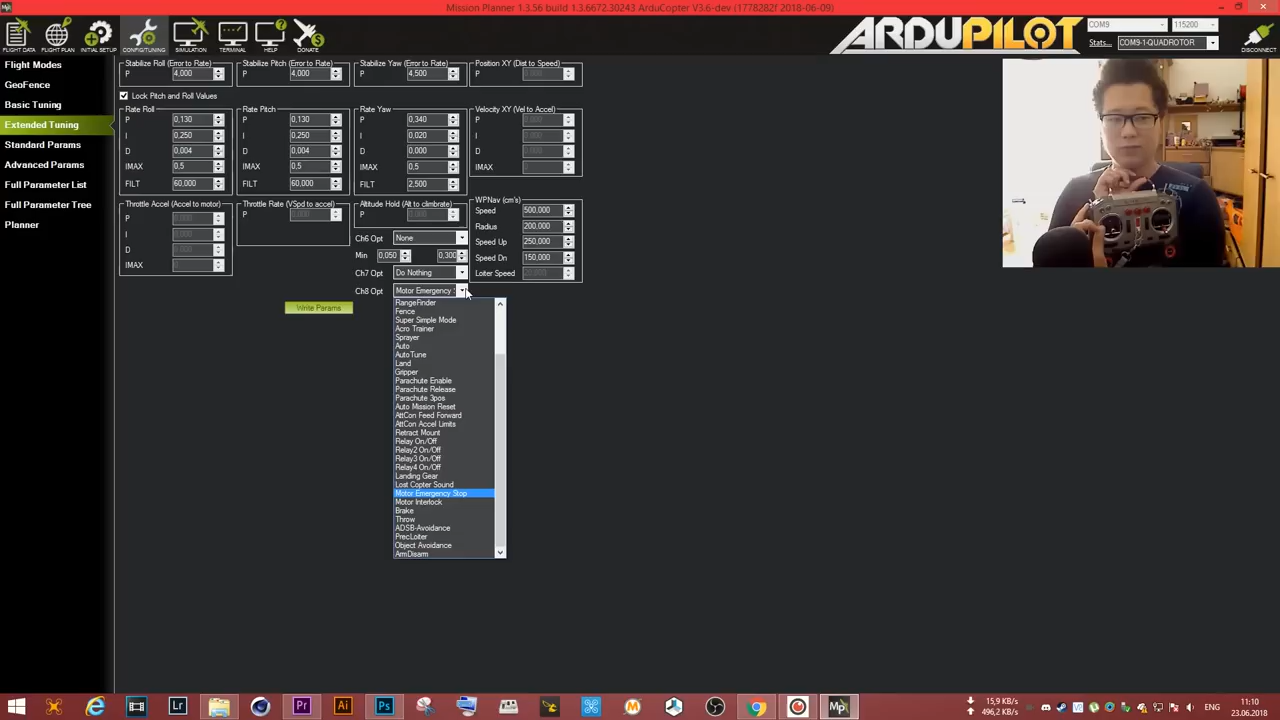 Mission Planner 1.3.56 build 1.3.6672.30243 ArduCopter V3.6-dev (1778282f 2018-06-09)
FLIGHT DATA
FLIGHT PLAN
INITIAL SETUP
CONFIG/TUNING
SIMULATION
TERMINAL
HELP
DONATE
ARDUPILOT
COM9
115200
Stats...
COM9-1-QUADROTOR
DISCONNECT
Flight Modes
GeoFence
Basic Tuning
Extended Tuning
Standard Params
Advanced Params
Full Parameter List
Full Parameter Tree
Planner
Stabilize Roll (Error to Rate)
P 4,000
Stabilize Pitch (Error to Rate)
P 4,000
Stabilize Yaw (Error to Rate)
P 4,500
Position XY (Dist to Speed)
P
Lock Pitch and Roll Values
Rate Roll
P 0,130
I 0,250
D 0,004
IMAX 0,5
FILT 60,000
Rate Pitch
P 0,130
I 0,250
D 0,004
IMAX 0,5
FILT 60,000
Rate Yaw
P 0,340
I 0,020
D 0,000
IMAX 0,5
FILT 2,500
Velocity XY (Vel to Accel)
P
I
D
IMAX
Throttle Accel (Accel to motor)
P
I
D
IMAX
Throttle Rate (VSpd to accel)
P
Altitude Hold (Alt to climbrate)
P
WPNav (cm's)
Speed 500,000
Radius 200,000
Speed Up 250,000
Speed Dn 150,000
Loiter Speed
Ch6 Opt None
Min 0,050 0,300
Ch7 Opt Do Nothing
Ch8 Opt Motor Emergency
Write Params
RangeFinder
Fence
Super Simple Mode
Acro Trainer
Sprayer
Auto
AutoTune
Land
Gripper
Parachute Enable
Parachute Release
Parachute 3pos
Auto Mission Reset
AttCon Feed Forward
AttCon Accel Limits
Retract Mount
Relay On/Off
Relay2 On/Off
Relay3 On/Off
Relay4 On/Off
Landing Gear
Lost Copter Sound
Motor Emergency Stop
Motor Interlock
Brake
Throw
ADSB-Avoidance
PrecLoiter
Object Avoidance
ArmDisarm
Lr
Pr
Ai
Ps
15,9 KB/s
496,2 KB/s
ENG
11:10
23.06.2018